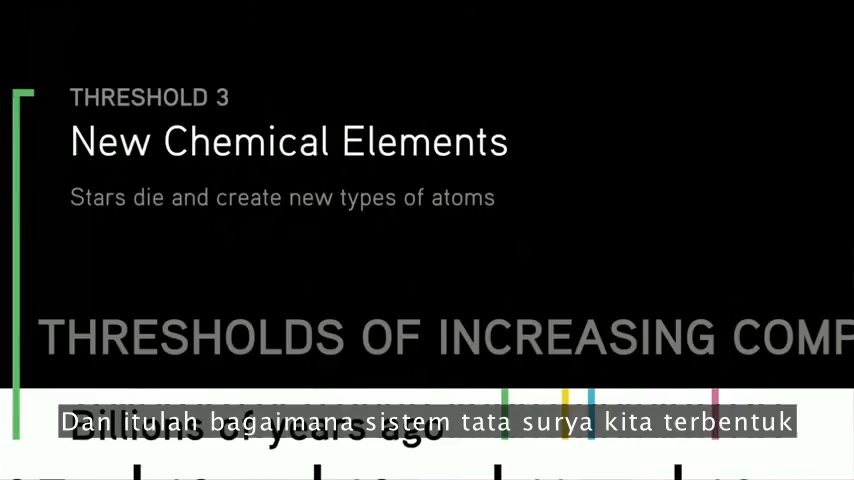 THRESHOLD 3
New Chemical Elements
Stars die and create new types of atoms
THRESHOLDS OF INCREASING COMP
Billions of years ago
Dan itulah bagaimana sistem tata surya kita terbentuk